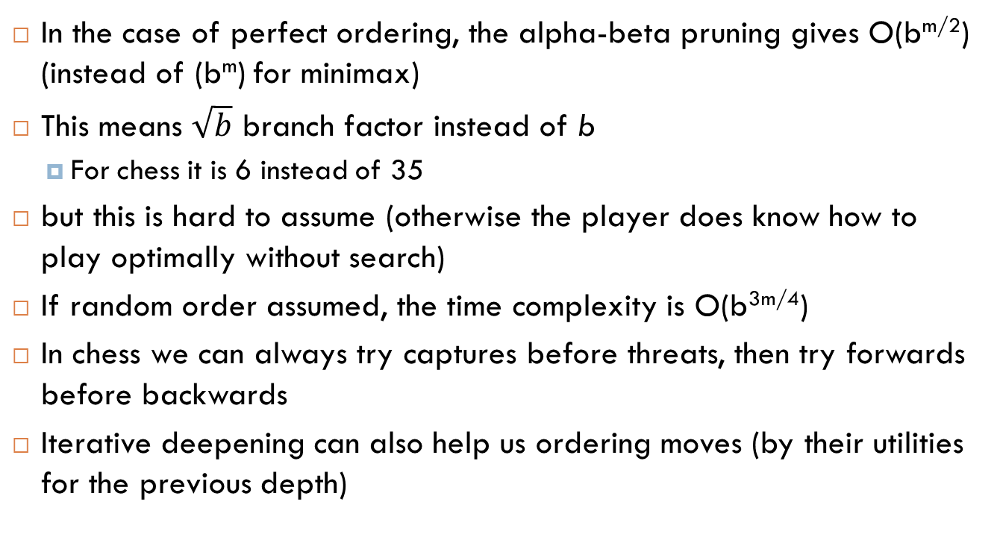 In the case of perfect ordering, the alpha-beta pruning gives O(b^{m/2})
(instead of (b^m) for minimax)
This means √b branch factor instead of b
For chess it is 6 instead of 35
but this is hard to assume (otherwise the player does know how to
play optimally without search)
If random order assumed, the time complexity is O(b^{3m/4})
In chess we can always try captures before threats, then try forwards
before backwards
Iterative deepening can also help us ordering moves (by their utilities
for the previous depth)